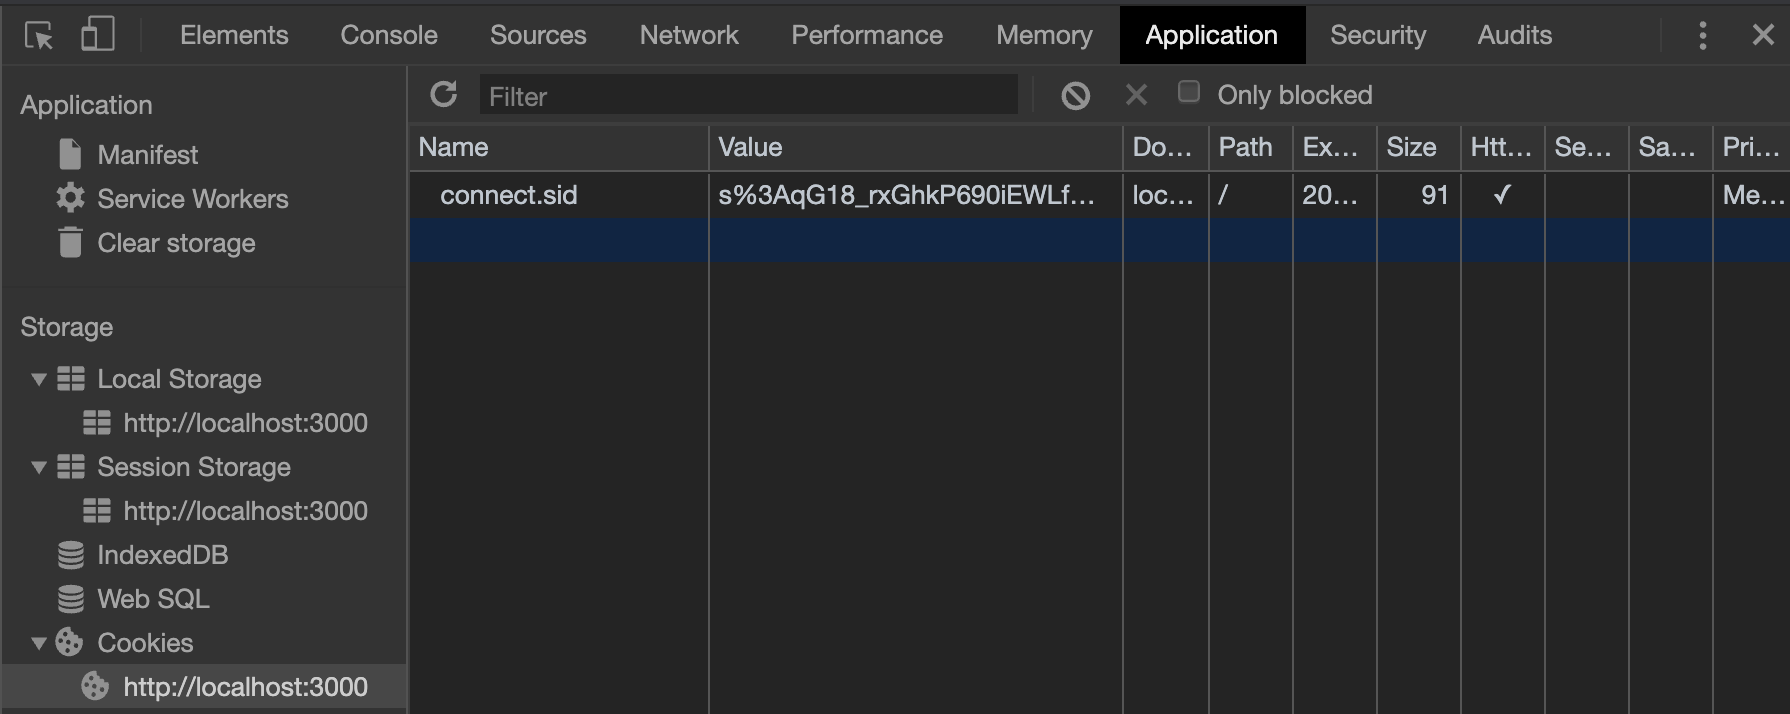 Elements Console Sources Network Performance Memory Application Security Audits
Application
Manifest
Service Workers
Clear storage
Storage
Local Storage
http://localhost:3000
Session Storage
http://localhost:3000
IndexedDB
Web SQL
Cookies
http://localhost:3000
Filter Only blocked
Name Value Do... Path Ex... Size Htt... Se... Sa... Pri...
connect.sid s%3AqG18_rxGhkP690iEWLf... loc... / 20... 91 ✓ Me...